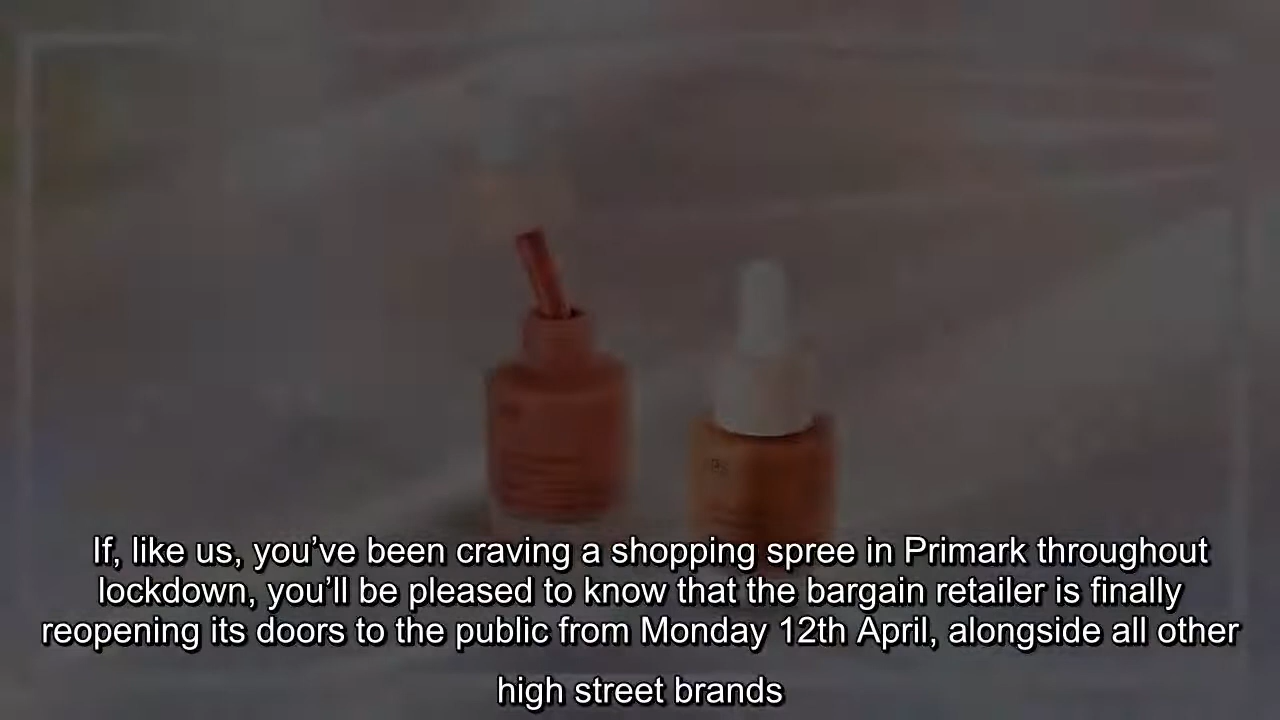 If, like us, you’ve been craving a shopping spree in Primark throughout
lockdown, you’ll be pleased to know that the bargain retailer is finally
reopening its doors to the public from Monday 12th April, alongside all other
high street brands